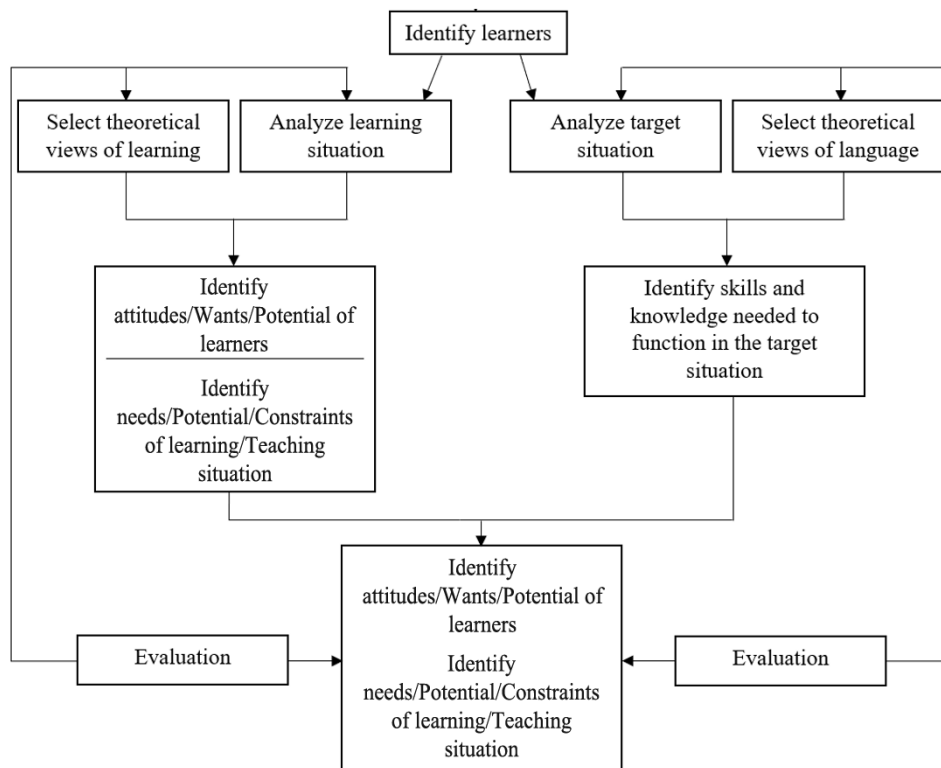 Identify learners
Select theoretical
views of learning
Analyze learning
situation
Analyze target
situation
Select theoretical
views of language
Identify
attitudes/Wants/Potential of
learners
Identify
needs/Potential/Constraints
of learning/Teaching
situation
Identify skills and
knowledge needed to
function in the target
situation
Identify
attitudes/Wants/Potential of
learners
Identify
needs/Potential/Constraints
of learning/Teaching
situation
Evaluation
Evaluation